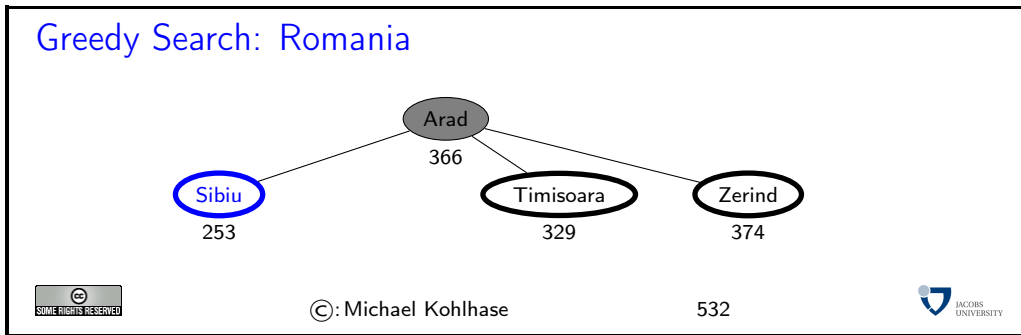 Greedy Search: Romania
Arad
366
Sibiu
Timisoara
Zerind
253
329
374
cc
SOME RIGHTS RESERVED
©: Michael Kohlhase
532
JACOBS
UNIVERSITY